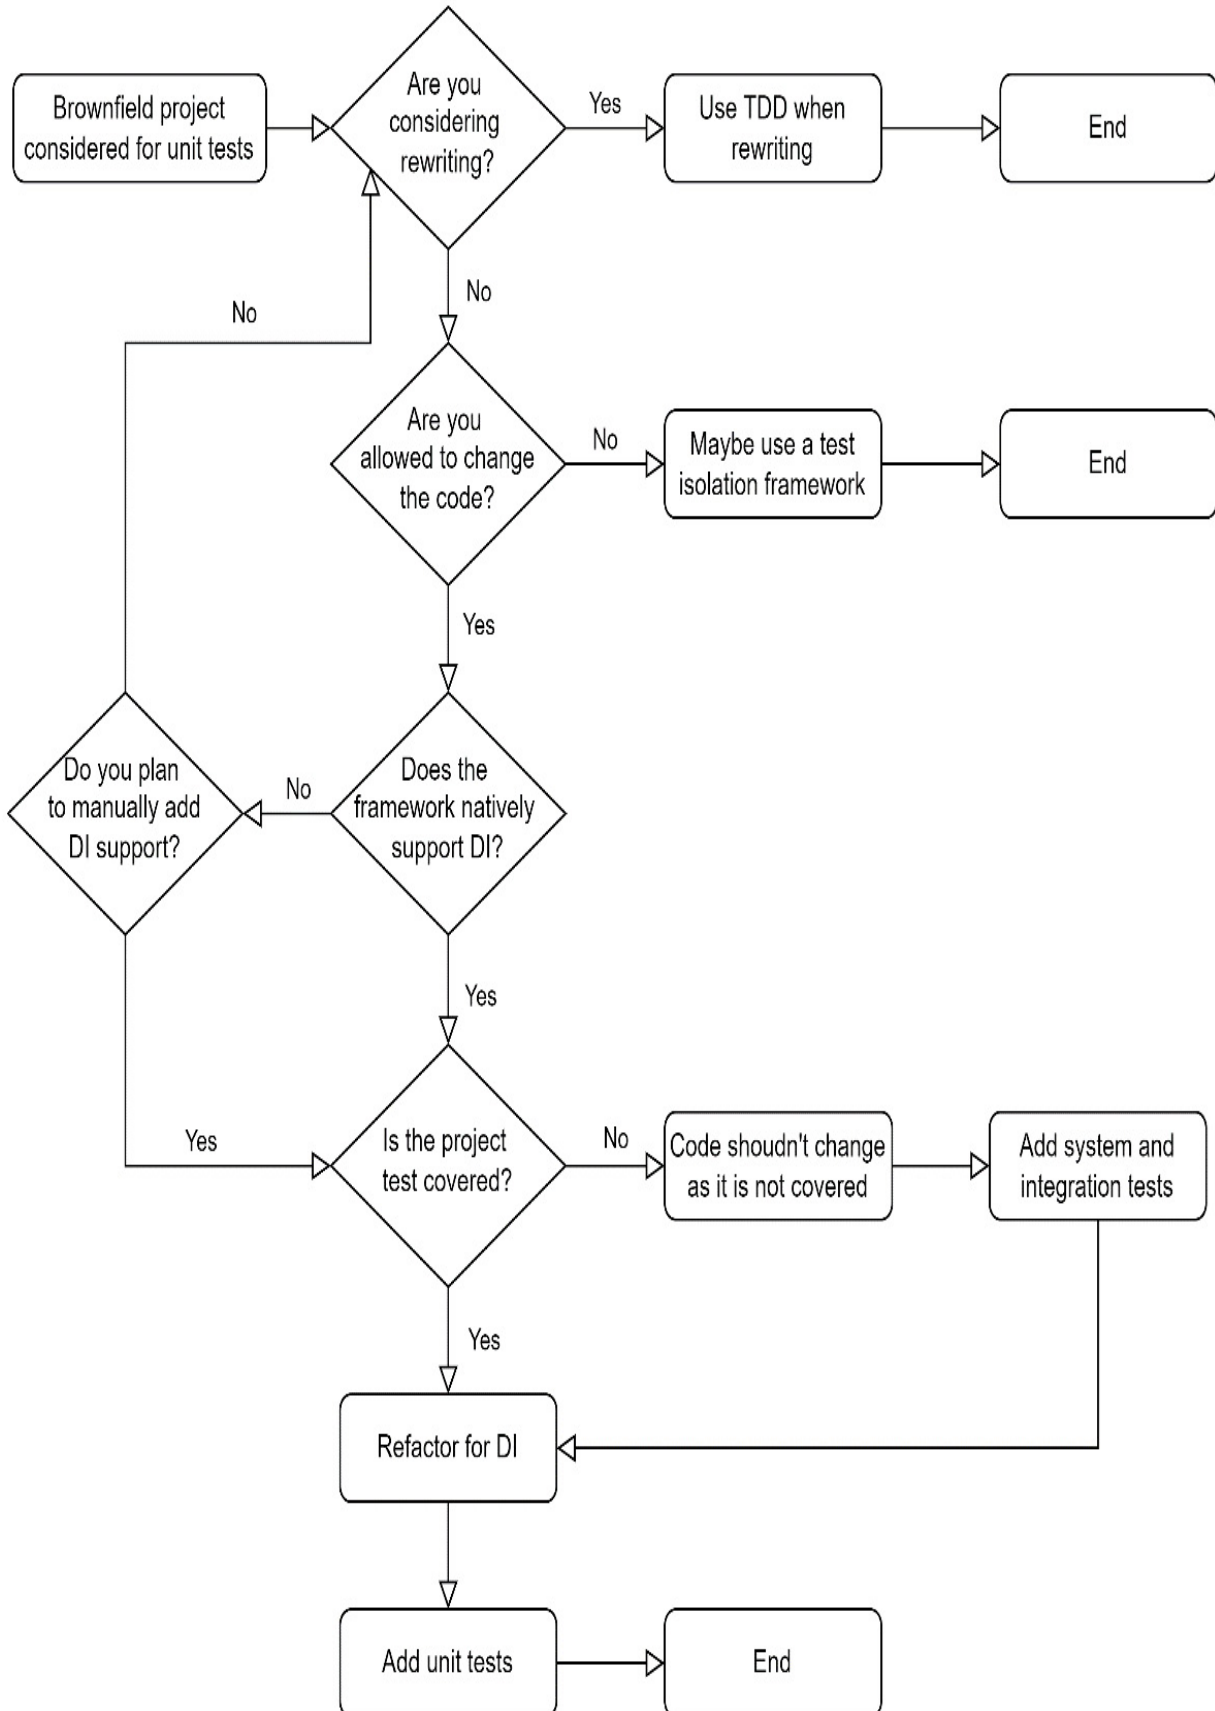 Brownfield project
considered for unit tests
Are you
considering
rewriting?
Yes
Use TDD when
rewriting
End
No
No
Are you
allowed to change
the code?
No
Maybe use a test
isolation framework
End
Yes
Do you plan
to manually add
DI support?
No
Does the
framework natively
support DI?
Yes
Yes
Is the project
test covered?
No
Code shoudn't change
as it is not covered
Add system and
integration tests
Yes
Refactor for DI
Add unit tests
End